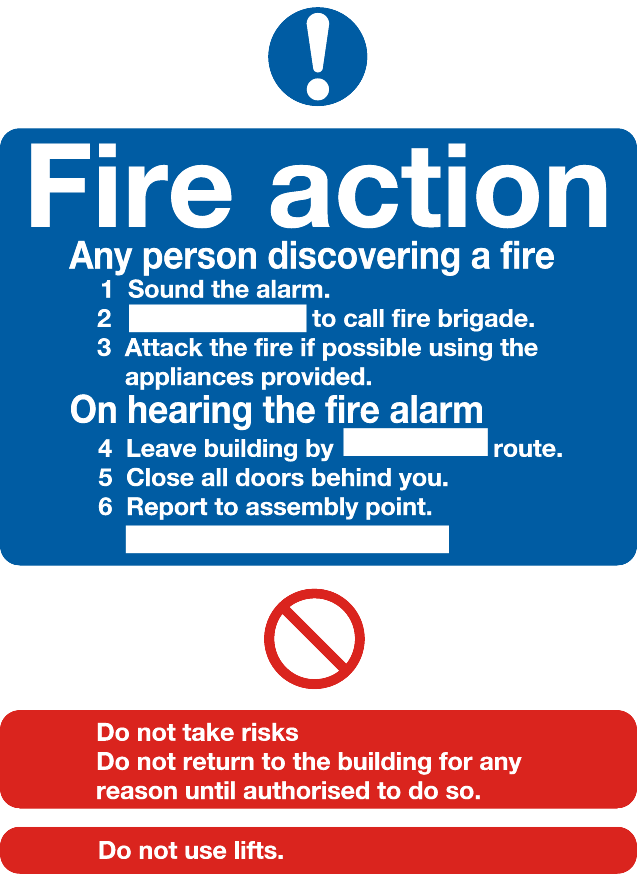 Fire action
Any person discovering a fire
1 Sound the alarm.
2 to call fire brigade.
3 Attack the fire if possible using the
appliances provided.
On hearing the fire alarm
4 Leave building by route.
5 Close all doors behind you.
6 Report to assembly point.
Do not take risks
Do not return to the building for any
reason until authorised to do so.
Do not use lifts.